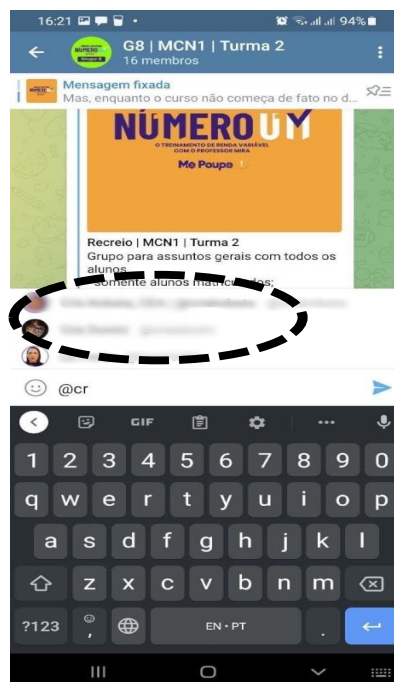 16:21
94%
G8 | MCN1 | Turma 2
16 membros
Mensagem fixada
Mas, enquanto o curso não começa de fato no d...
NÚMERO UM
O TREINAMENTO DE RENDA VARIÁVEL
COM O PROFESSOR MIRA
Me Poupe !
Recreio | MCN1 | Turma 2
Grupo para assuntos gerais com todos os
alunos
somente alunos matriculados;
@cr
GIF
1 2 3 4 5 6 7 8 9 0
q w e r t y u i o p
a s d f g h j k l
z x c v b n m
?123 , EN • PT .